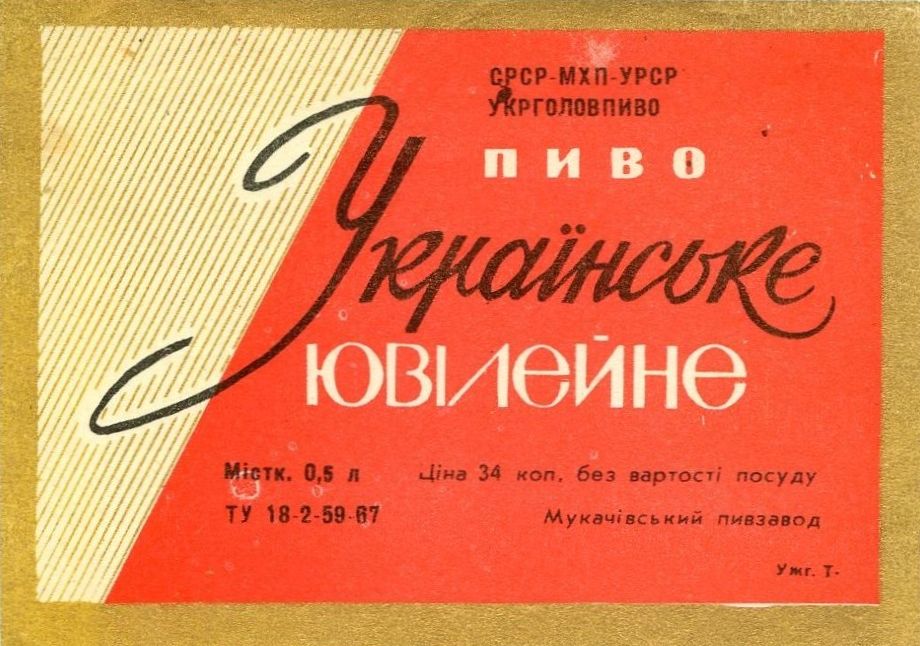 СРСР-МХП-УРСР
УКРГОЛОВПИВО
ПИВО
Українське
ЮВІЛЕЙНЕ
Містк. 0,5 л
Ціна 34 коп, без вартості посуду
ТУ 18-2-59-67
Мукачівський пивзавод
Ужг. Т-